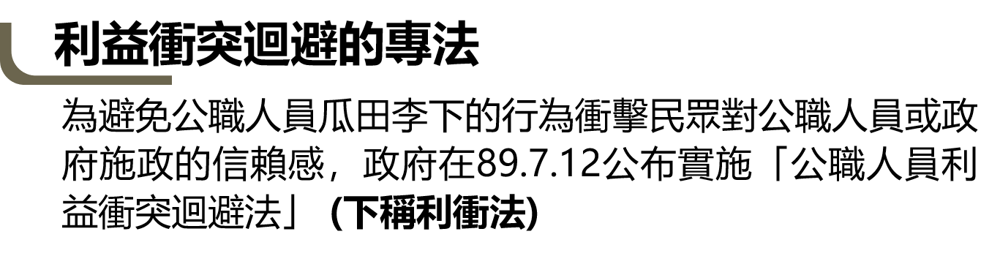 利益衝突迴避的專法
為避免公職人員瓜田李下的行為衝擊民眾對公職人員或政
府施政的信賴感，政府在89.7.12公布實施「公職人員利
益衝突迴避法」 (下稱利衝法)